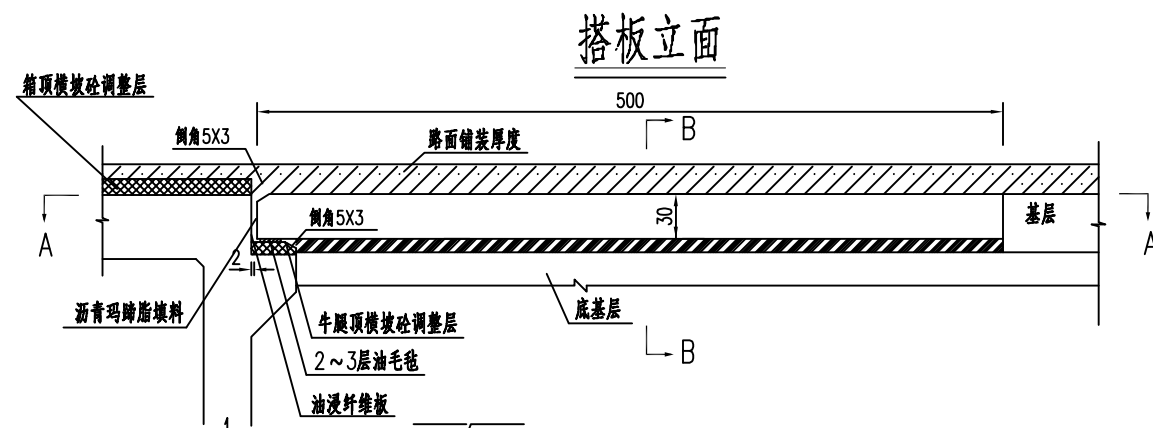 搭板立面
箱顶横坡砼调整层
500
倒角5X3
路面铺装厚度
B
A
倒角5X3
30
基层
A
2
沥青玛蹄脂填料
牛腿顶横坡砼调整层
底基层
B
2～3层油毛毡
油浸纤维板
1